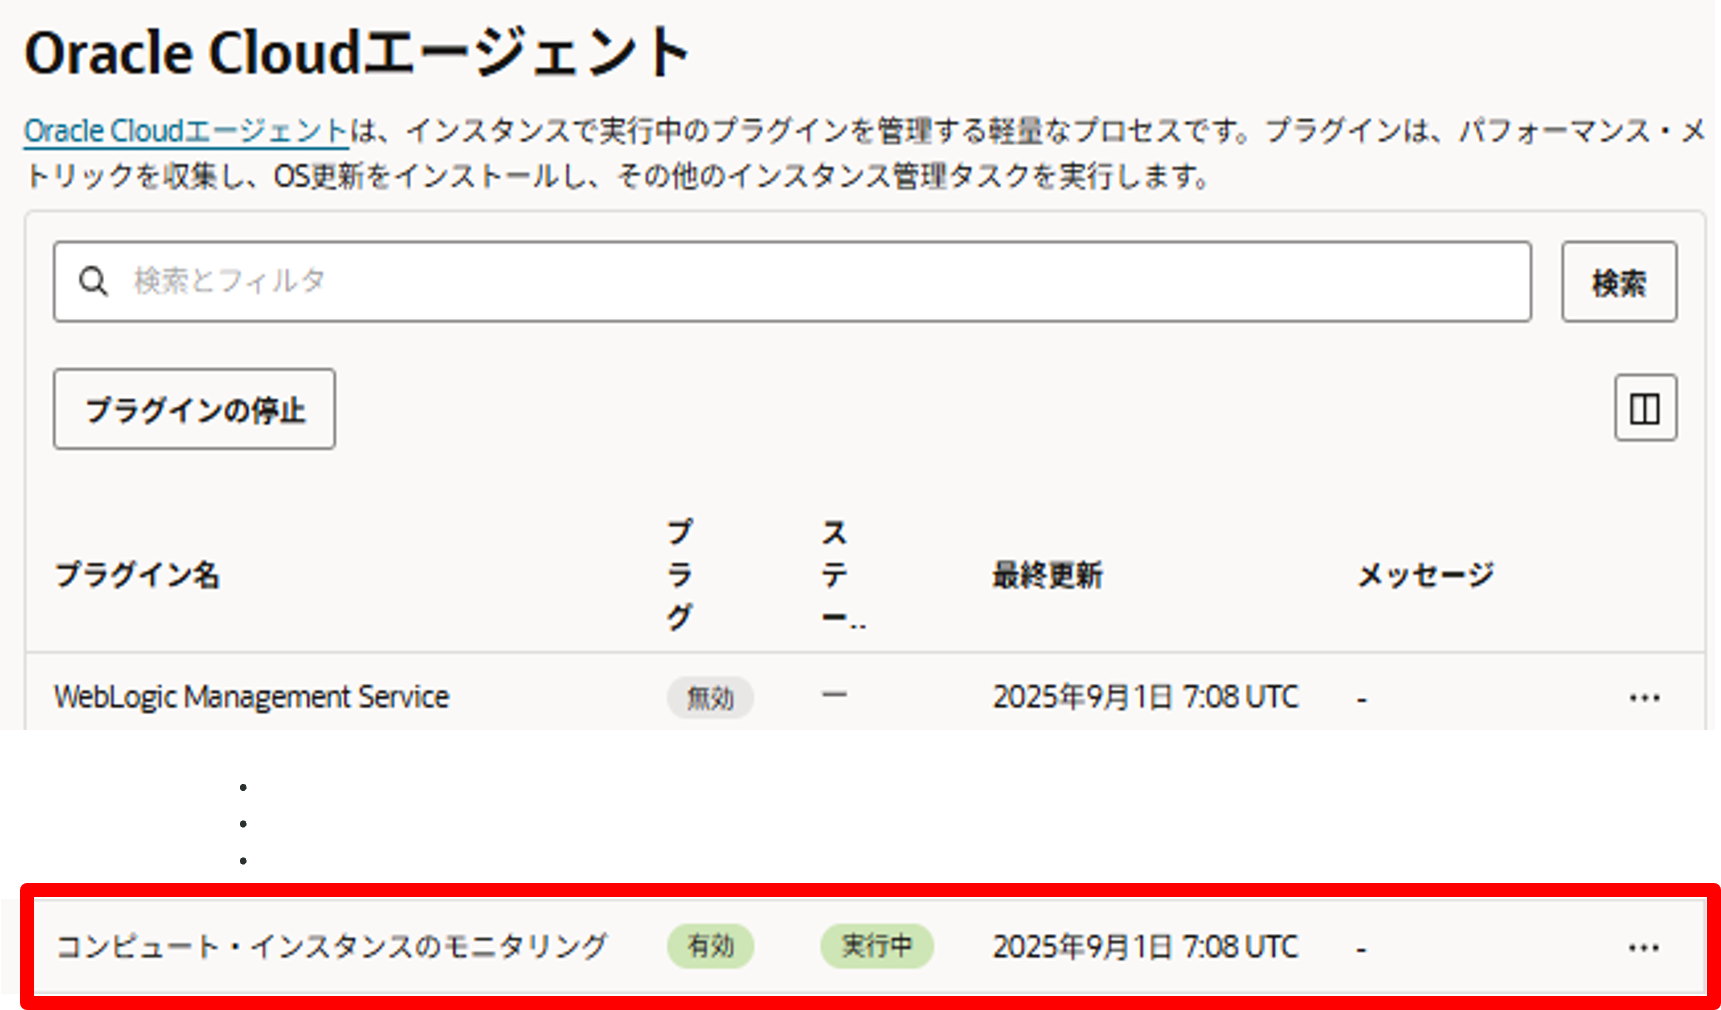 Oracle Cloudエージェント
Oracle Cloudエージェントは、インスタンスで実行中のプラグインを管理する軽量なプロセスです。プラグインは、パフォーマンス・メ
トリックを収集し、OS更新をインストールし、その他のインスタンス管理タスクを実行します。
検索とフィルタ
検索
プラグインの停止
プラグイン名
プ
ラ
グ
ス
テ
ー..
最終更新
メッセージ
WebLogic Management Service
無効
—
2025年9月1日 7:08 UTC
-
コンピュート・インスタンスのモニタリング
有効
実行中
2025年9月1日 7:08 UTC
-